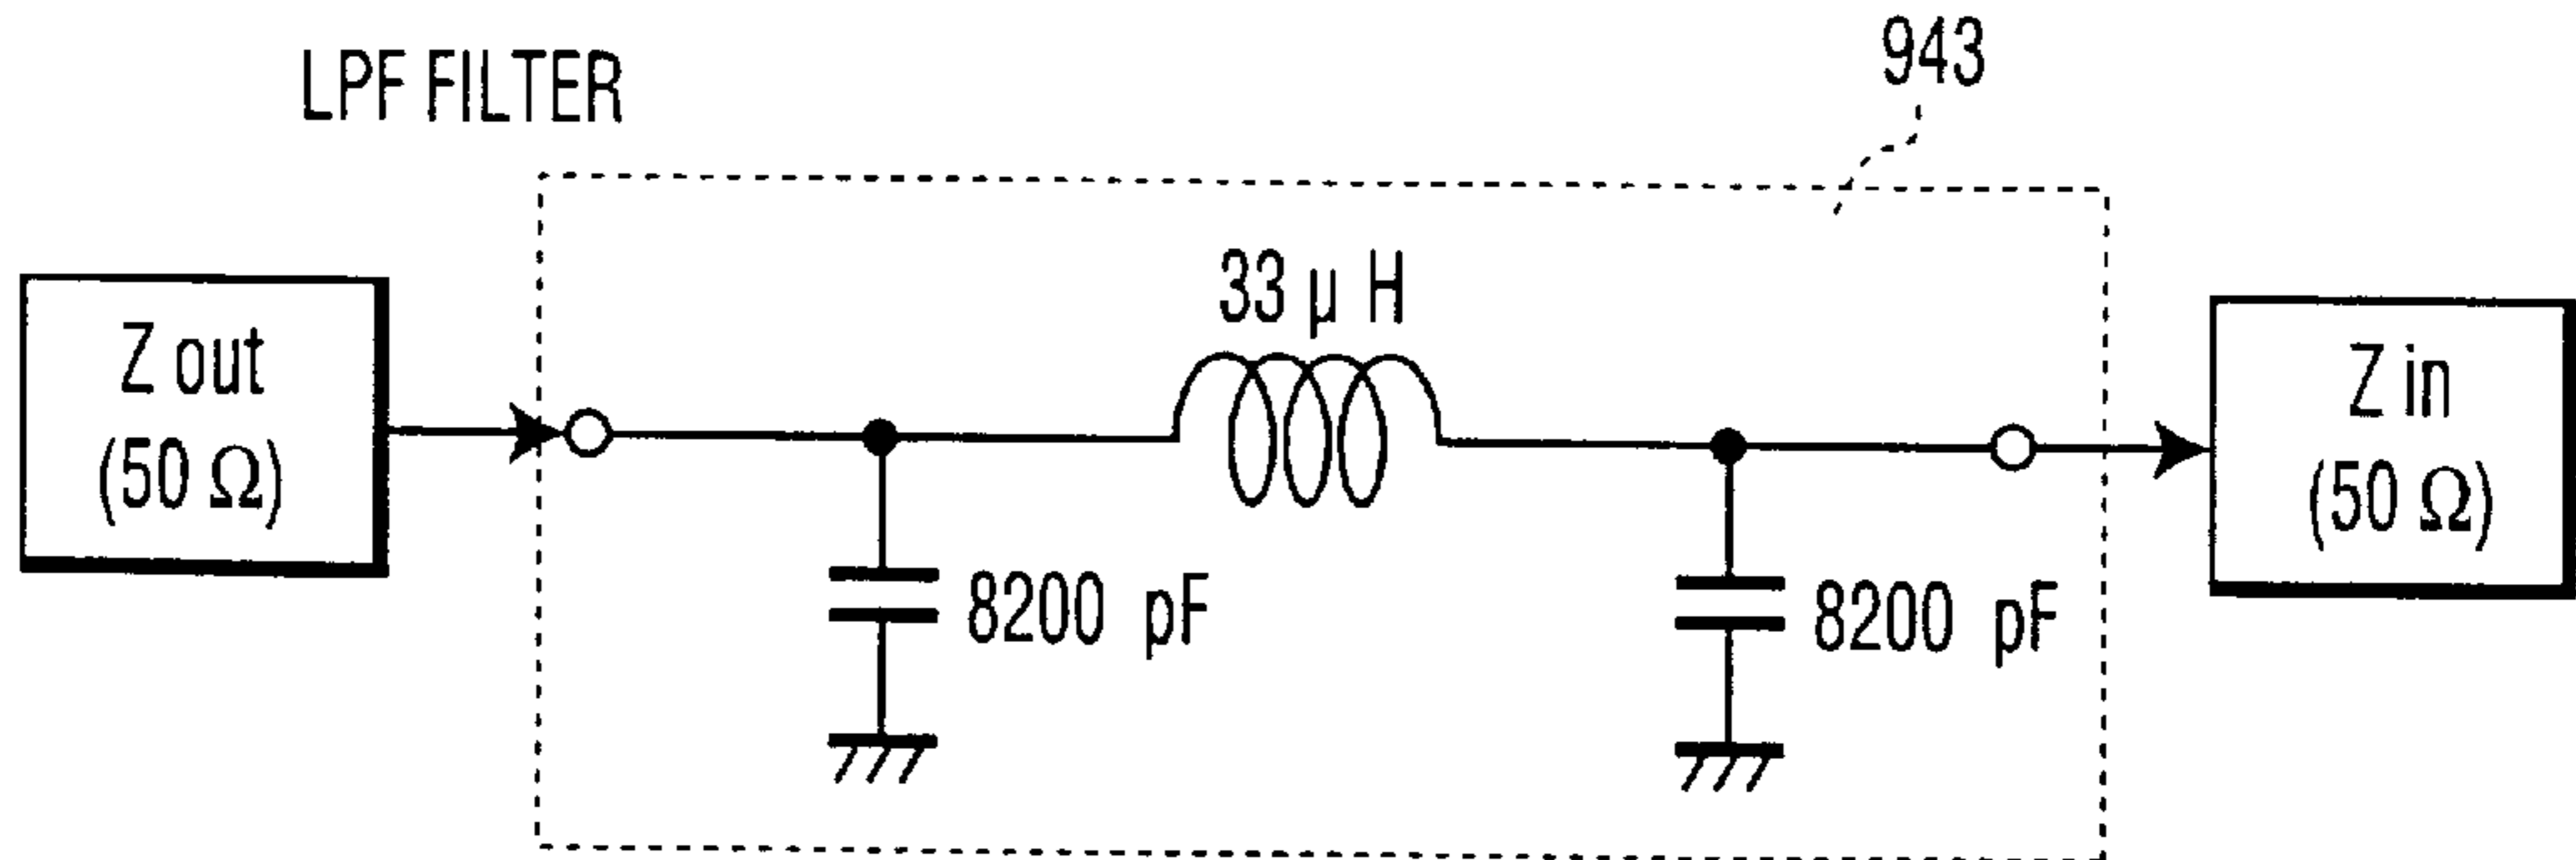 LPF FILTER
943
33 μ H
Z out
(50 Ω)
Z in
(50 Ω)
8200 pF
8200 pF